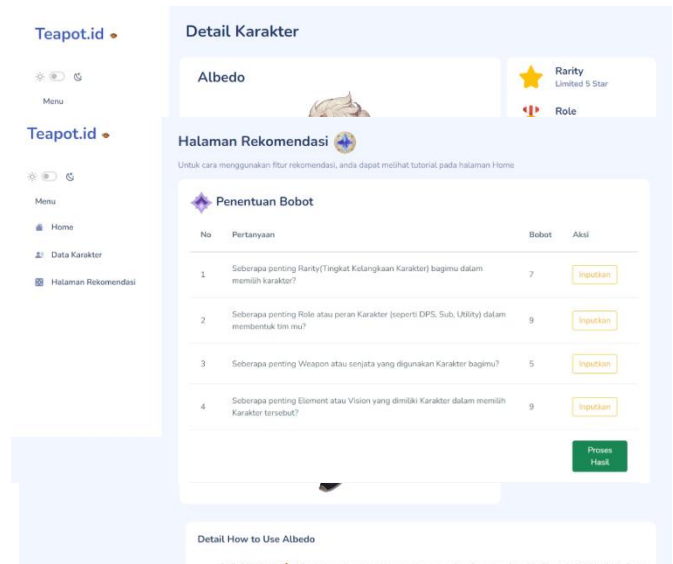 Teapot.id
Menu
Detail Karakter
Albedo
Rarity
Limited 5 Star
Role
Teapot.id
Menu
Home
Data Karakter
Halaman Rekomendasi
Halaman Rekomendasi
Untuk cara menggunakan fitur rekomendasi, anda dapat melihat tutorial pada halaman Home
Penentuan Bobot
No Pertanyaan Bobot Aksi
1 Seberapa penting Rarity(Tingkat Kelangkaan Karakter) bagimu dalam
memilih karakter? 7 Inputkan
2 Seberapa penting Role atau peran Karakter (seperti DPS, Sub, Utility) dalam
membentuk tim mu? 9 Inputkan
3 Seberapa penting Weapon atau senjata yang digunakan Karakter bagimu? 5 Inputkan
4 Seberapa penting Element atau Vision yang dimiliki Karakter dalam memilih
Karakter tersebut? 9 Inputkan
Proses
Hasil
Detail How to Use Albedo